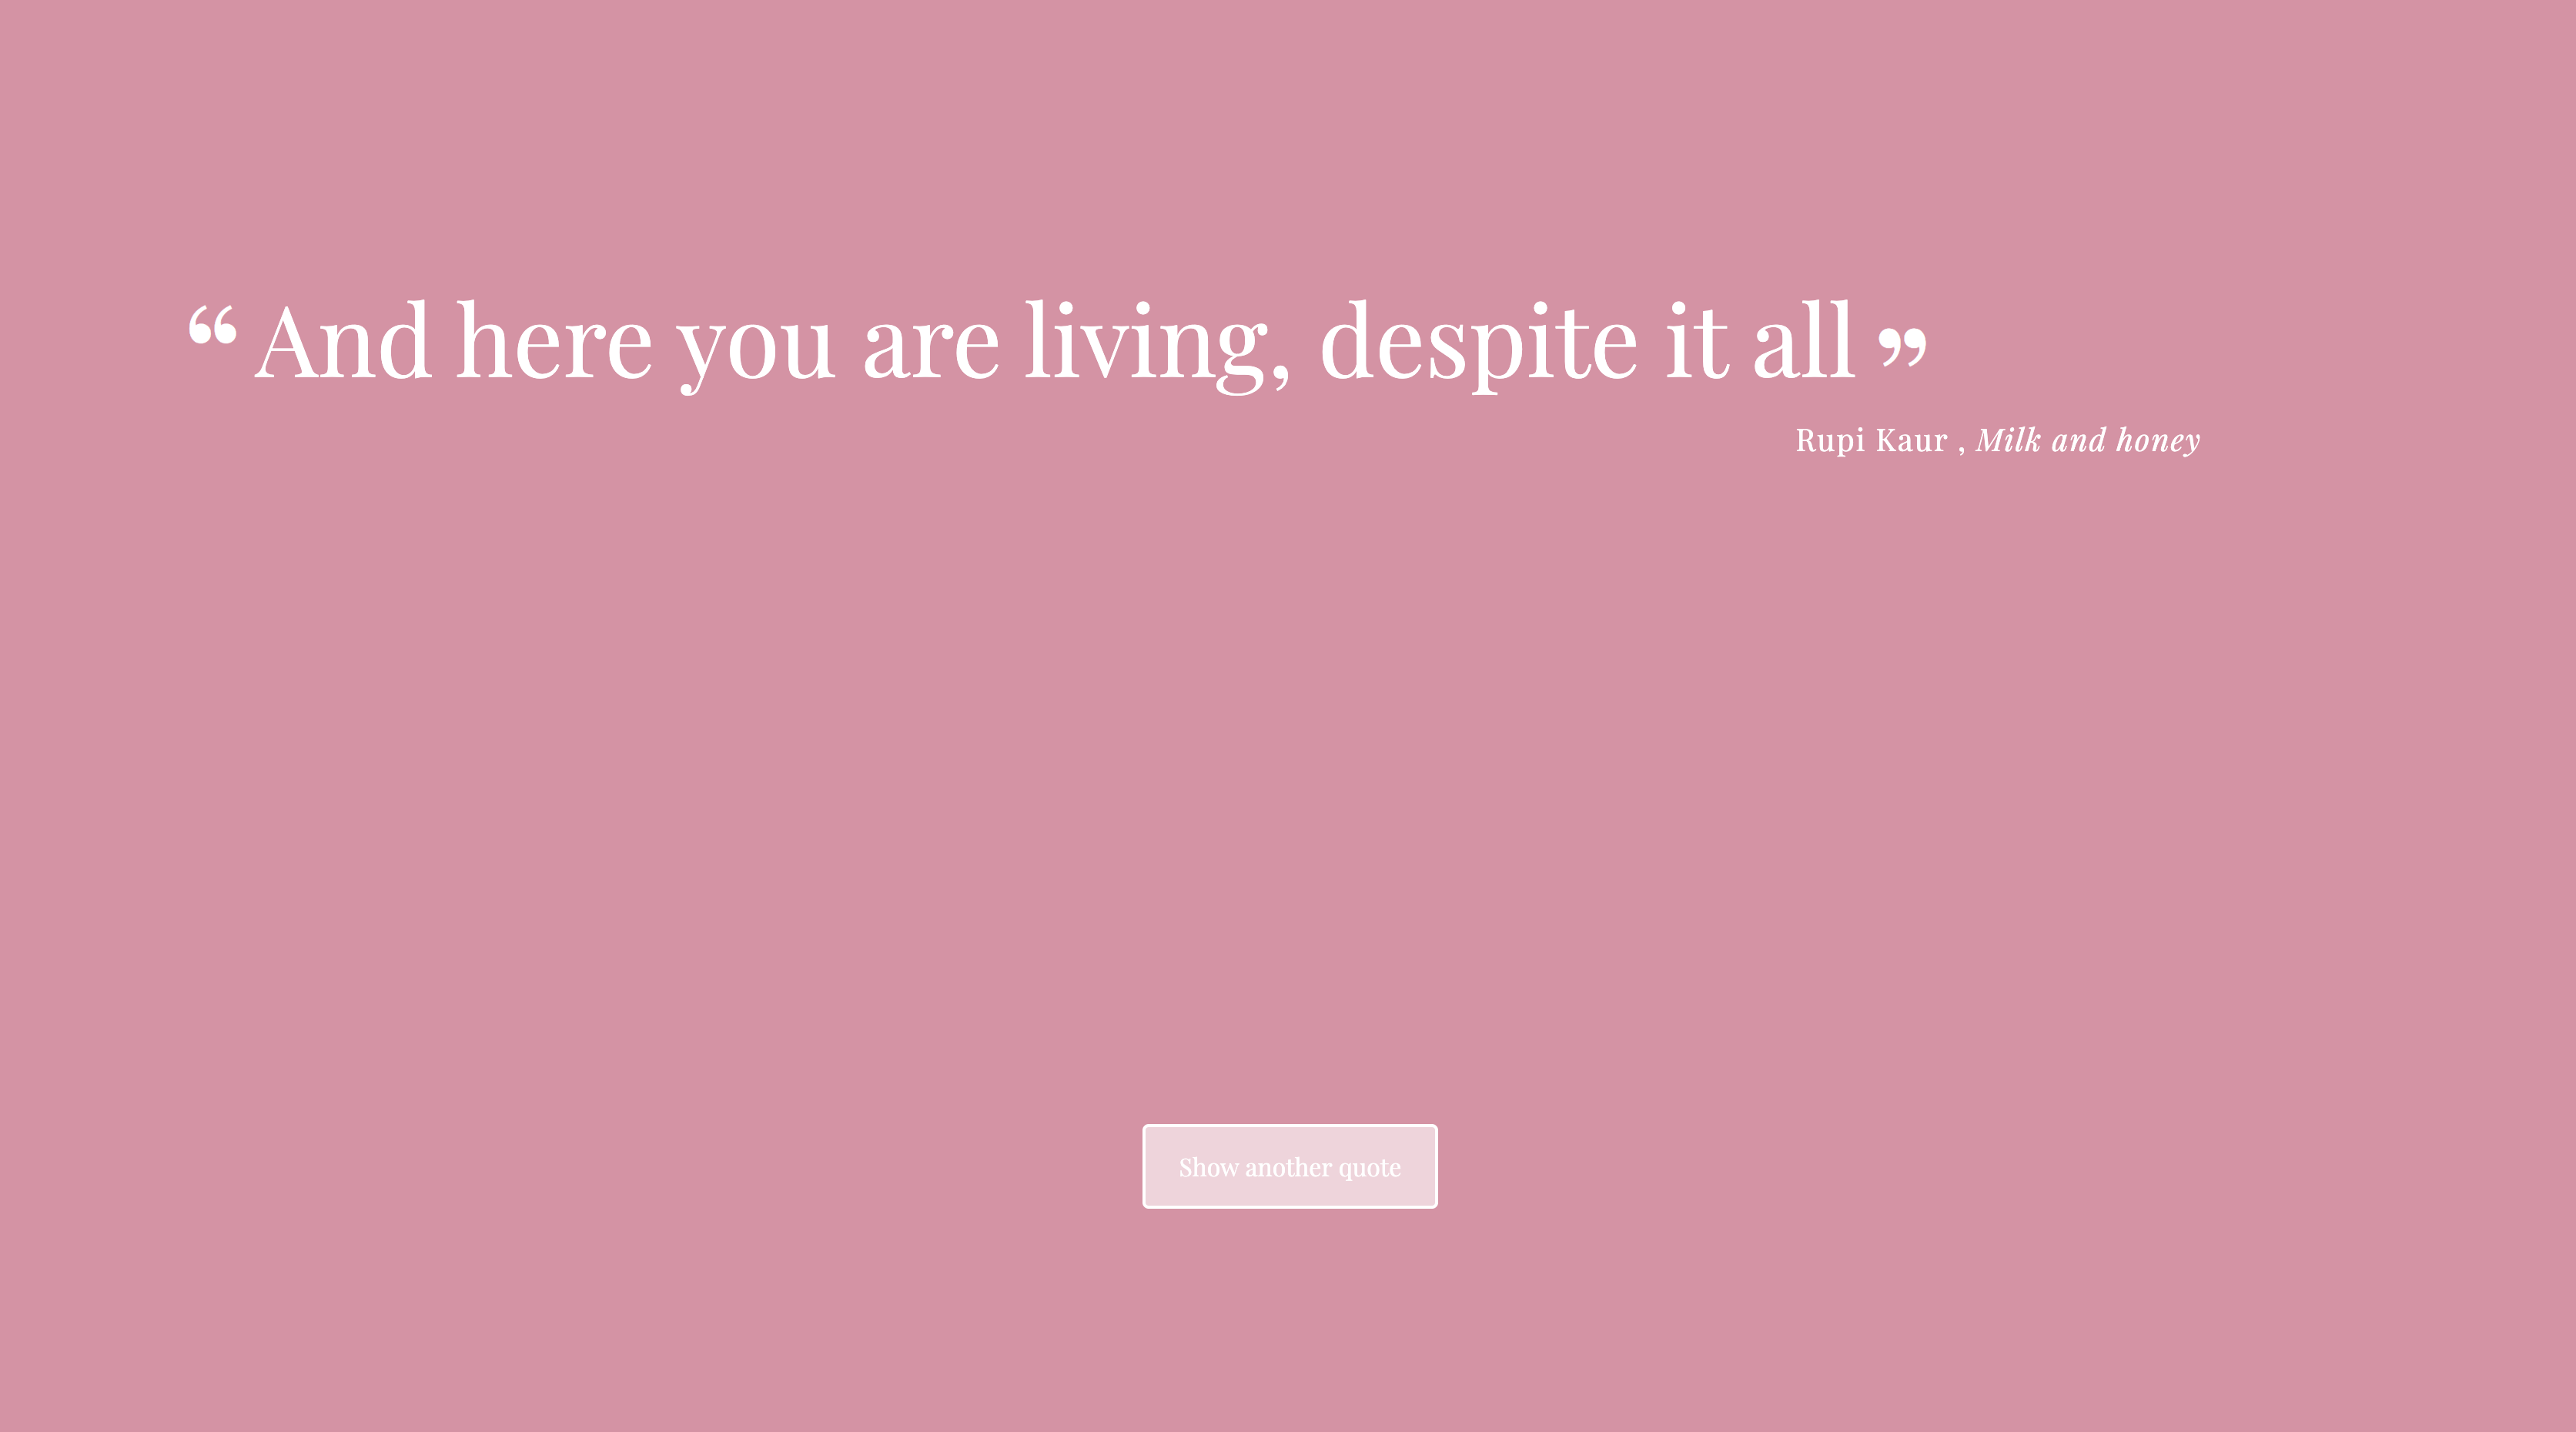 “ And here you are living, despite it all ”
Rupi Kaur , Milk and honey
Show another quote